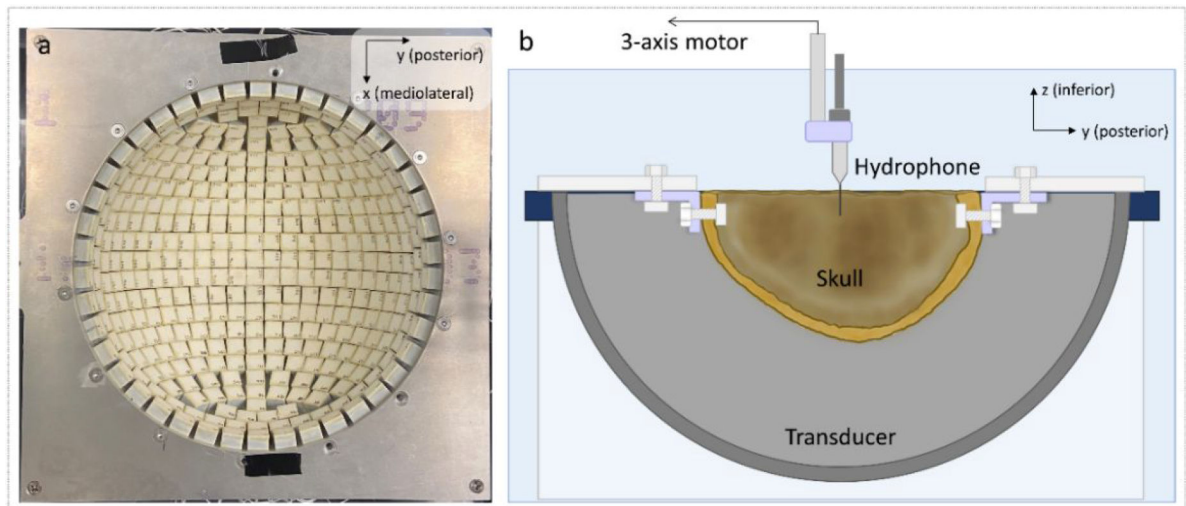 a
y (posterior)
x (mediolateral)
b
3-axis motor
z (inferior)
y (posterior)
Hydrophone
Skull
Transducer